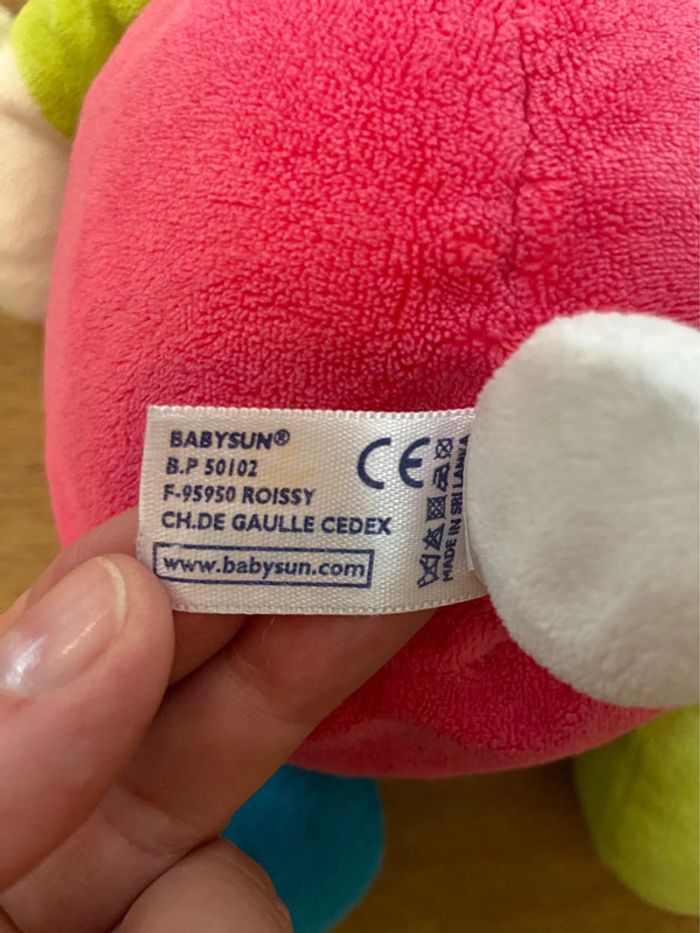 BABYSUN®
B.P 50102
F-95950 ROISSY
CH.DE GAULLE CEDEX
www.babysun.com
CE
MADE IN SRI LANKA